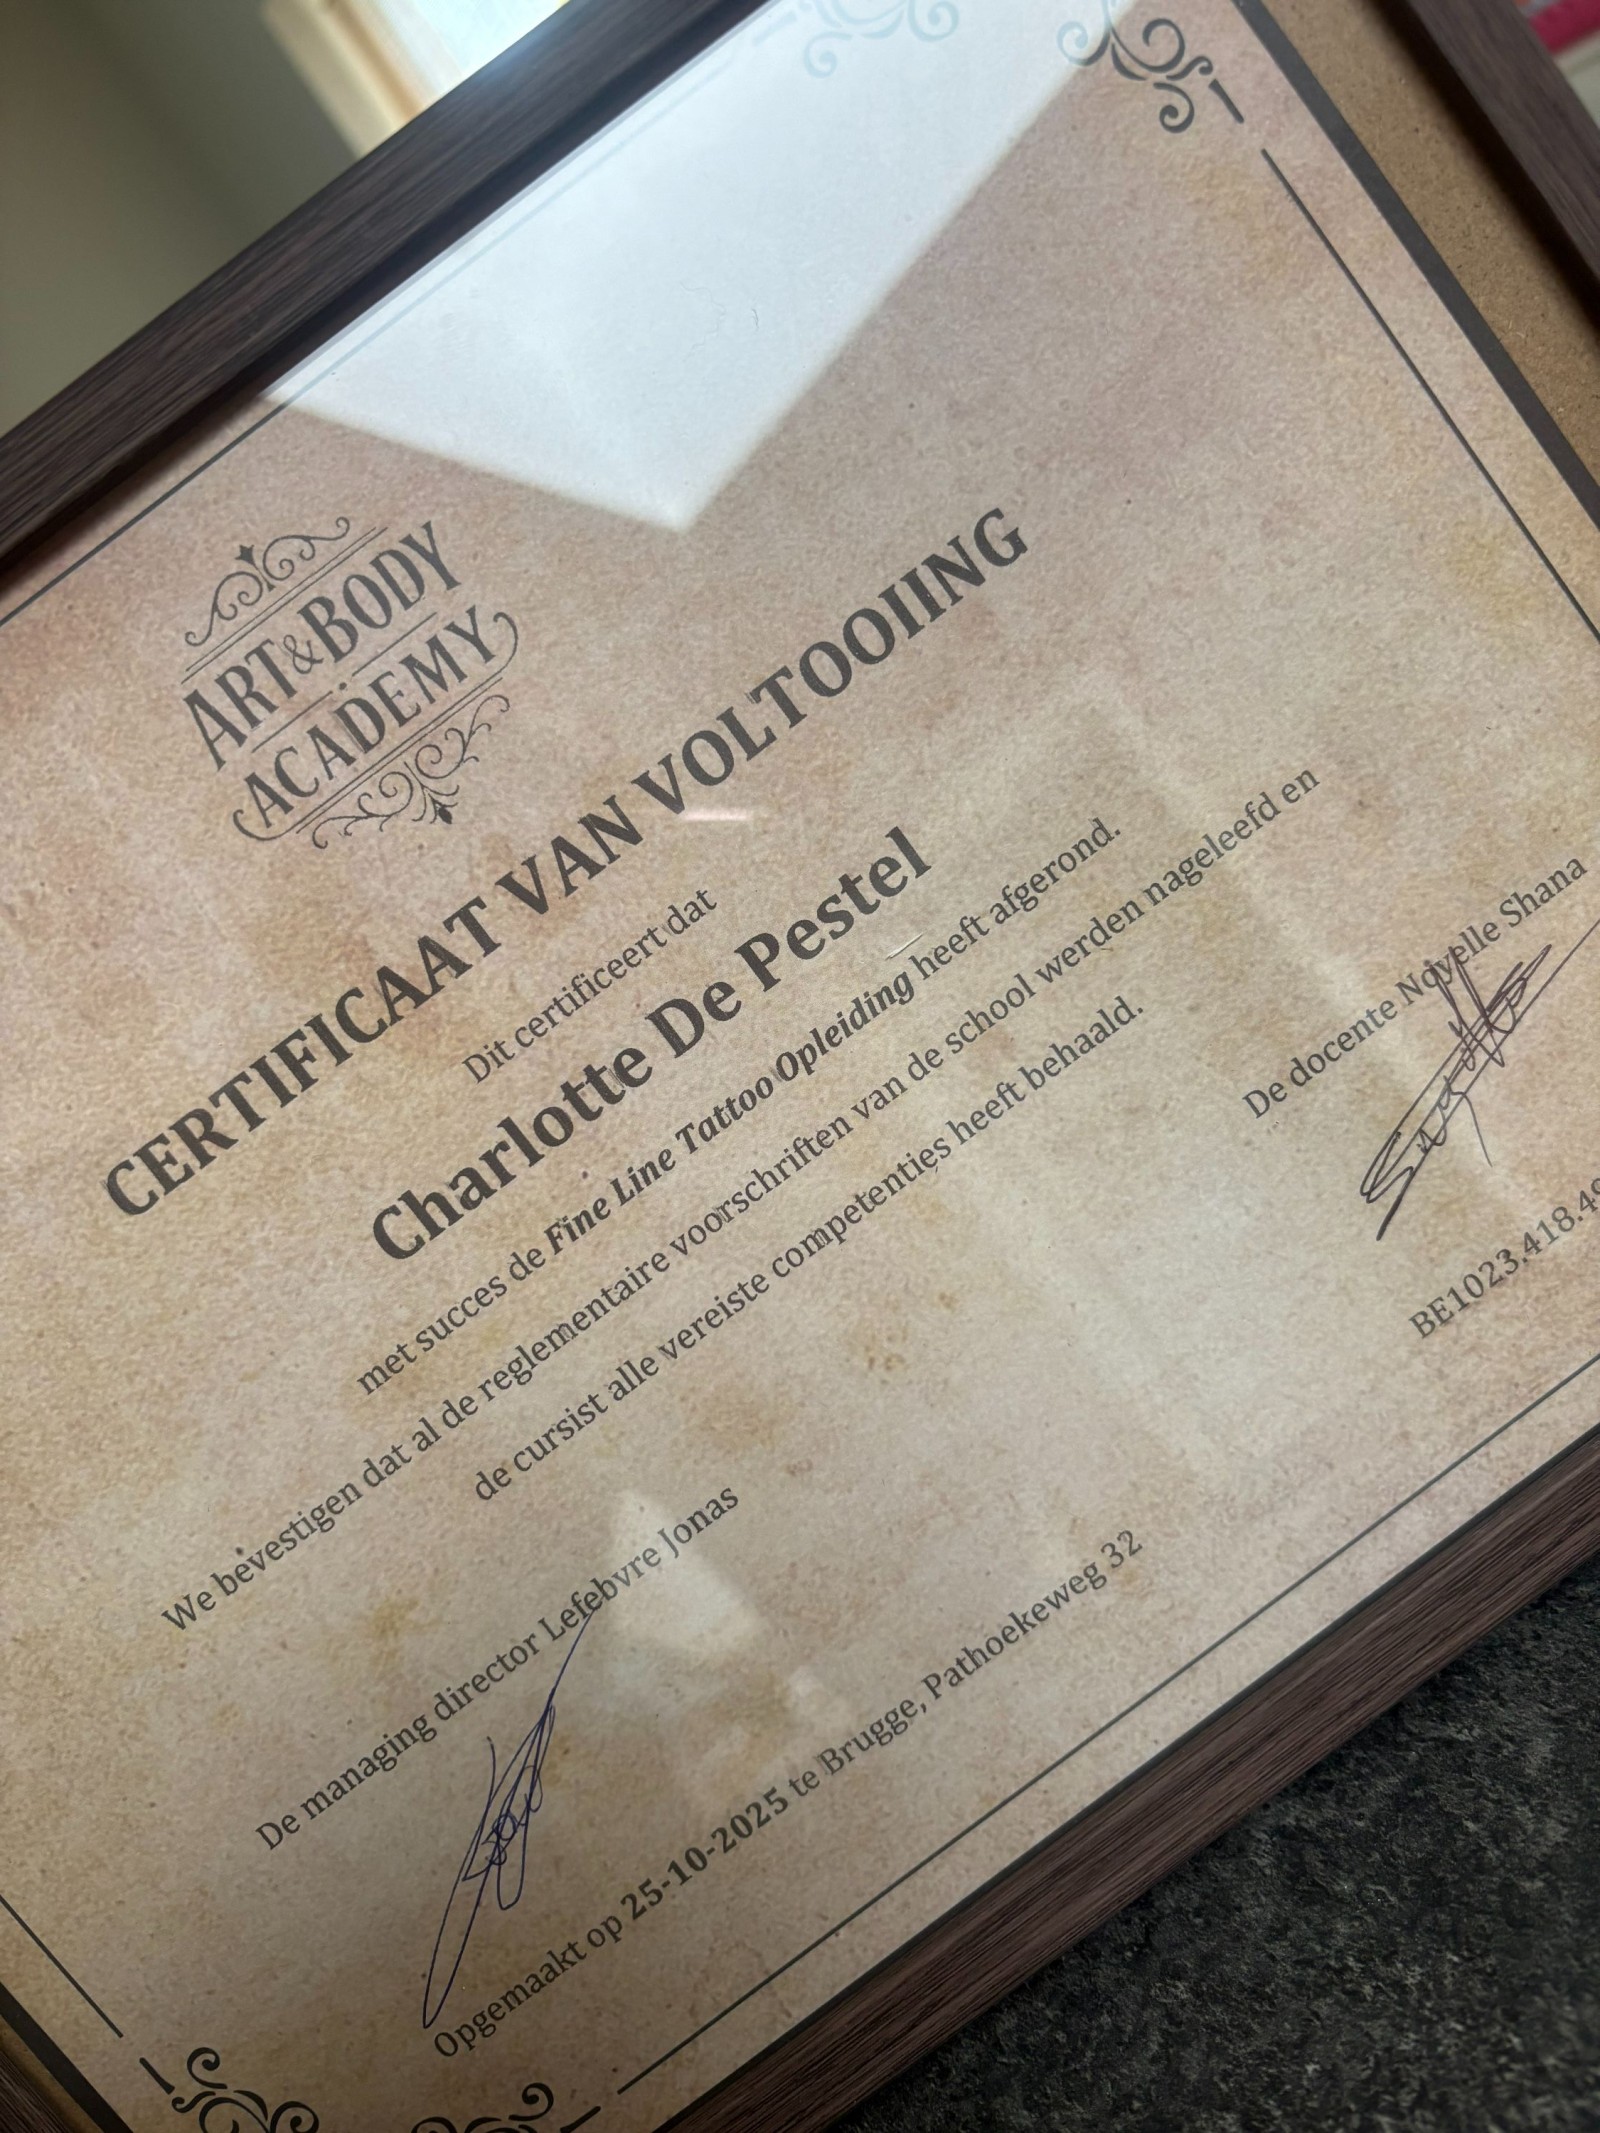 ART & BODY
ACADEMY
CERTIFICAAT VAN VOLTOOIING
Dit certificeert dat
Charlotte De Pestel
met succes de Fine Line Tattoo Opleiding heeft afgerond.
We bevestigen dat al de reglementaire voorschriften van de school werden nageleefd en
de cursist alle vereiste competenties heeft behaald.
De managing director Lefebvre Jonas
De docente Novelle Shana
Opgemaakt op 25-10-2025 te Brugge, Pathoekeweg 32
BE1023.418.4